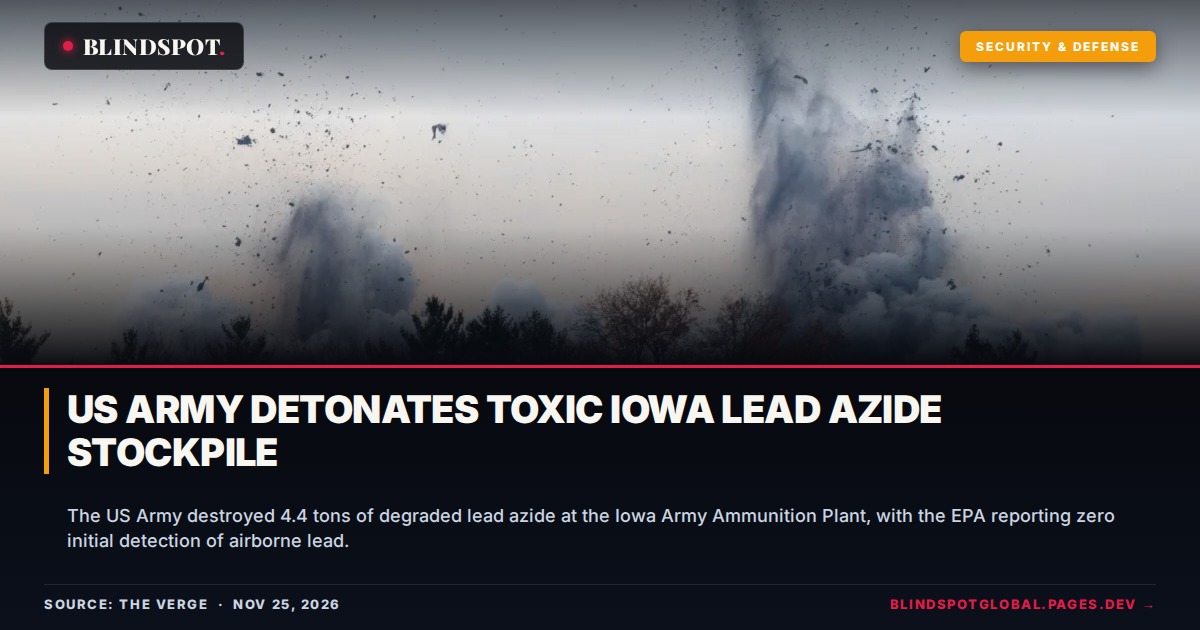 BLINDSPOT.
SECURITY & DEFENSE
US ARMY DETONATES TOXIC IOWA LEAD AZIDE
STOCKPILE
The US Army destroyed 4.4 tons of degraded lead azide at the Iowa Army Ammunition Plant, with the EPA reporting zero
initial detection of airborne lead.
SOURCE: THE VERGE · NOV 25, 2026
BLINDSPOTGLOBAL.PAGES.DEV →